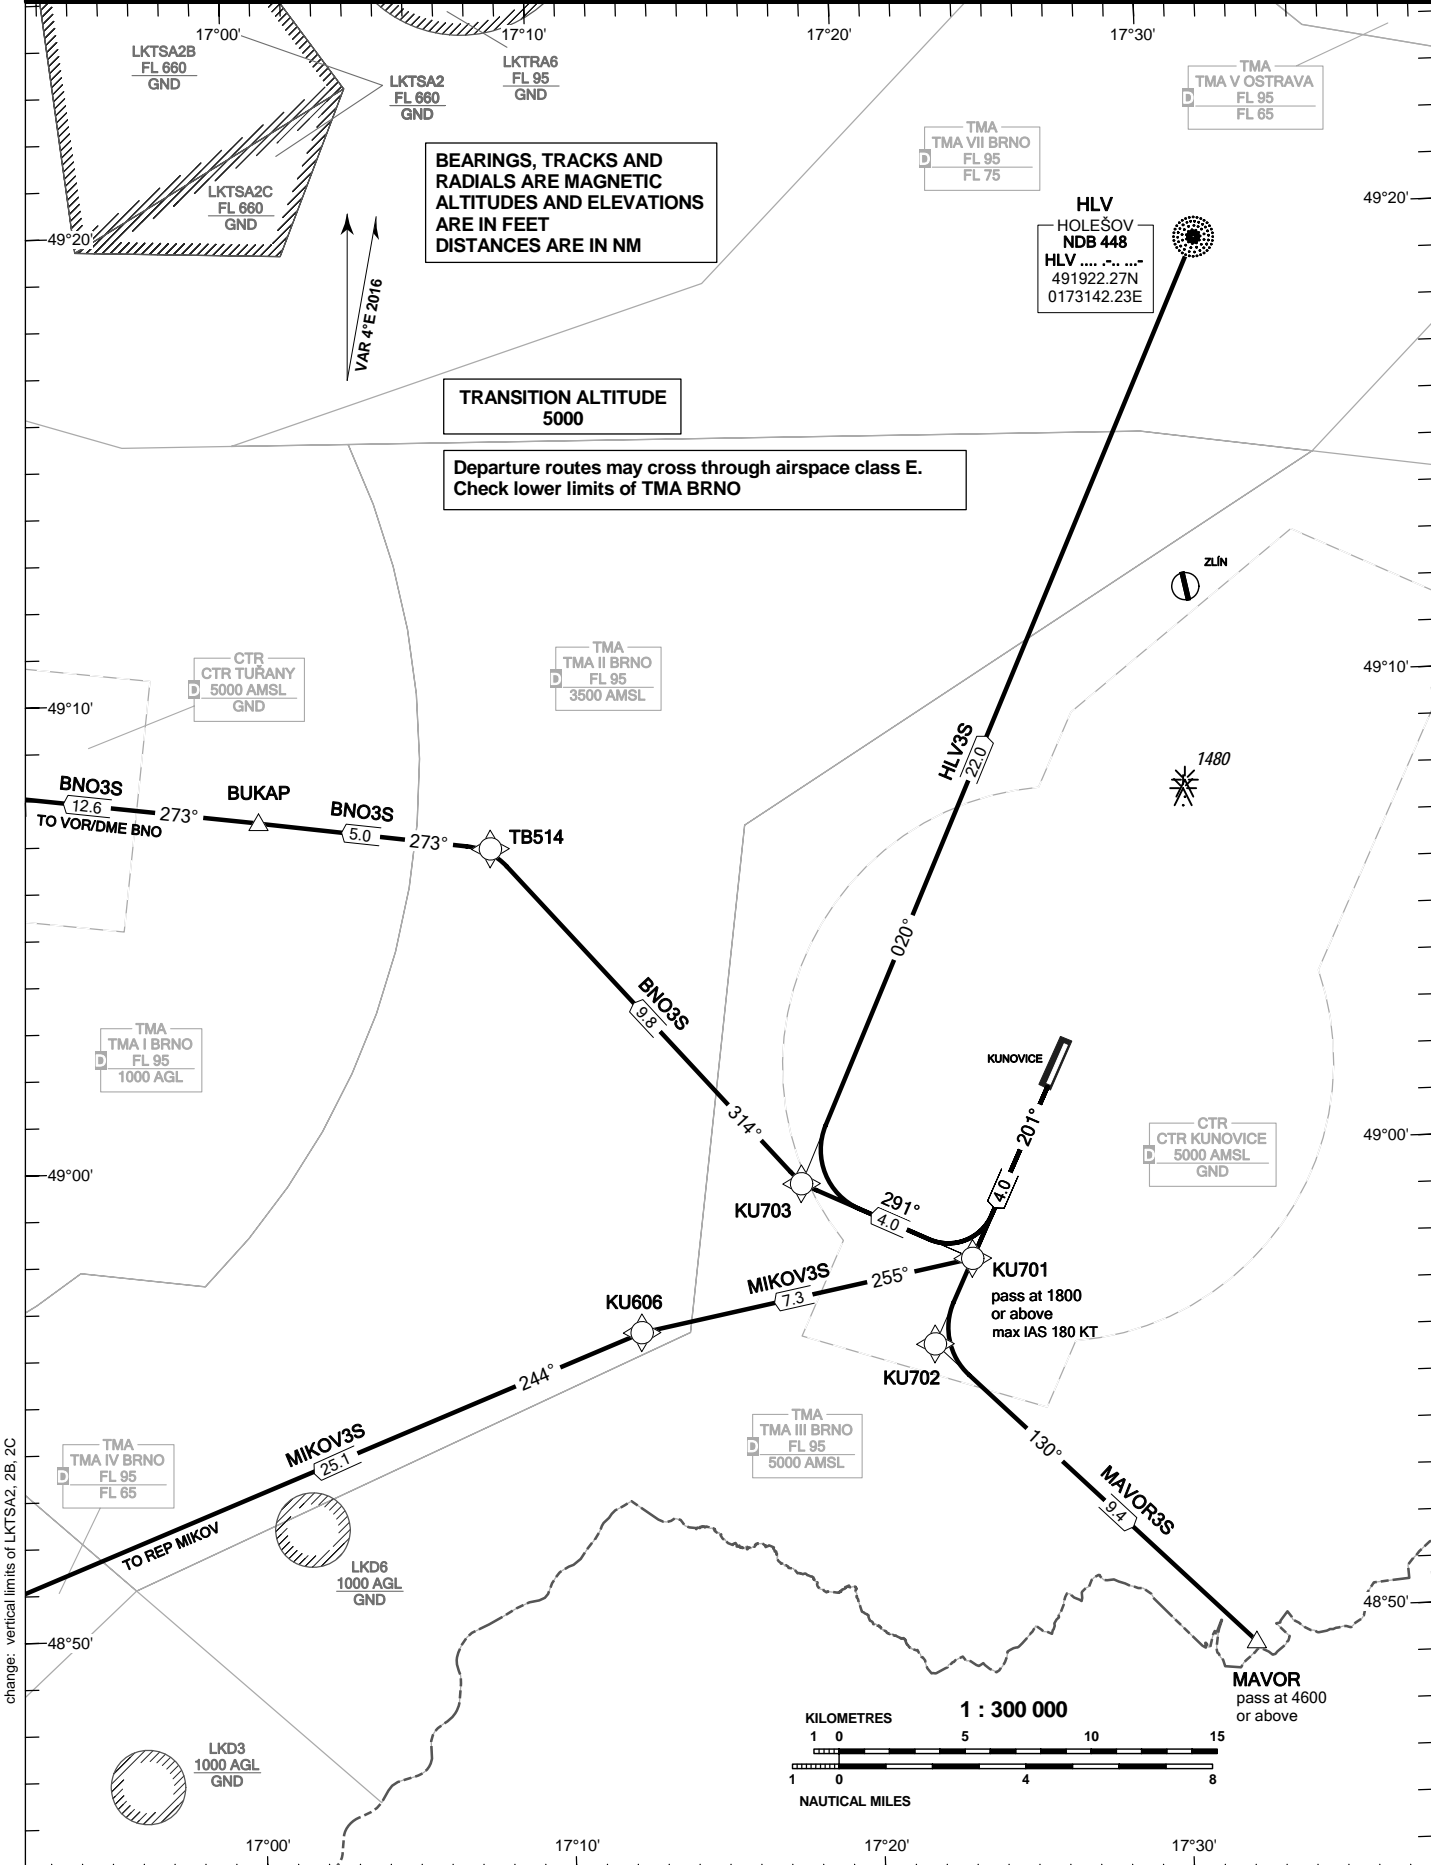 17°00'
17°10'
17°20'
17°30'
LKTSA2B
FL 660
GND
LKTSA2
FL 660
GND
LKTRA6
FL 95
GND
TMA
TMA V OSTRAVA
D
FL 95
FL 65
TMA
TMA VII BRNO
D
FL 95
FL 75
LKTSA2C
FL 660
GND
BEARINGS, TRACKS AND
RADIALS ARE MAGNETIC
ALTITUDES AND ELEVATIONS
ARE IN FEET
DISTANCES ARE IN NM
49°20'
49°20'
HLV
HOLEŠOV
NDB 448
HLV .... .-.. ...-
491922.27N
0173142.23E
VAR 4°E 2016
TRANSITION ALTITUDE
5000
Departure routes may cross through airspace class E.
Check lower limits of TMA BRNO
ZLÍN
CTR
CTR TUŘANY
D
5000 AMSL
GND
TMA
TMA II BRNO
D
FL 95
3500 AMSL
49°10'
49°10'
HLV3S
22.0
1480
BNO3S
12.6
273°
TO VOR/DME BNO
BUKAP
BNO3S
5.0
273°
TB514
020°
BNO3S
9.8
314°
TMA
TMA I BRNO
D
FL 95
1000 AGL
KUNOVICE
201°
4.0
CTR
CTR KUNOVICE
D
5000 AMSL
GND
49°00'
49°00'
KU703
291°
4.0
KU701
pass at 1800
or above
max IAS 180 KT
MIKOV3S
7.3
255°
KU606
KU702
244°
MIKOV3S
25.1
TO REP MIKOV
TMA
TMA III BRNO
D
FL 95
5000 AMSL
130°
MAVOR3S
9.4
TMA
TMA IV BRNO
D
FL 95
FL 65
LKD6
1000 AGL
GND
48°50'
48°50'
MAVOR
pass at 4600
or above
LKD3
1000 AGL
GND
1 : 300 000
KILOMETRES
1 0 5 10 15
1 0 4 8
NAUTICAL MILES
17°00'
17°10'
17°20'
17°30'
change: vertical limits of LKTSA2, 2B, 2C